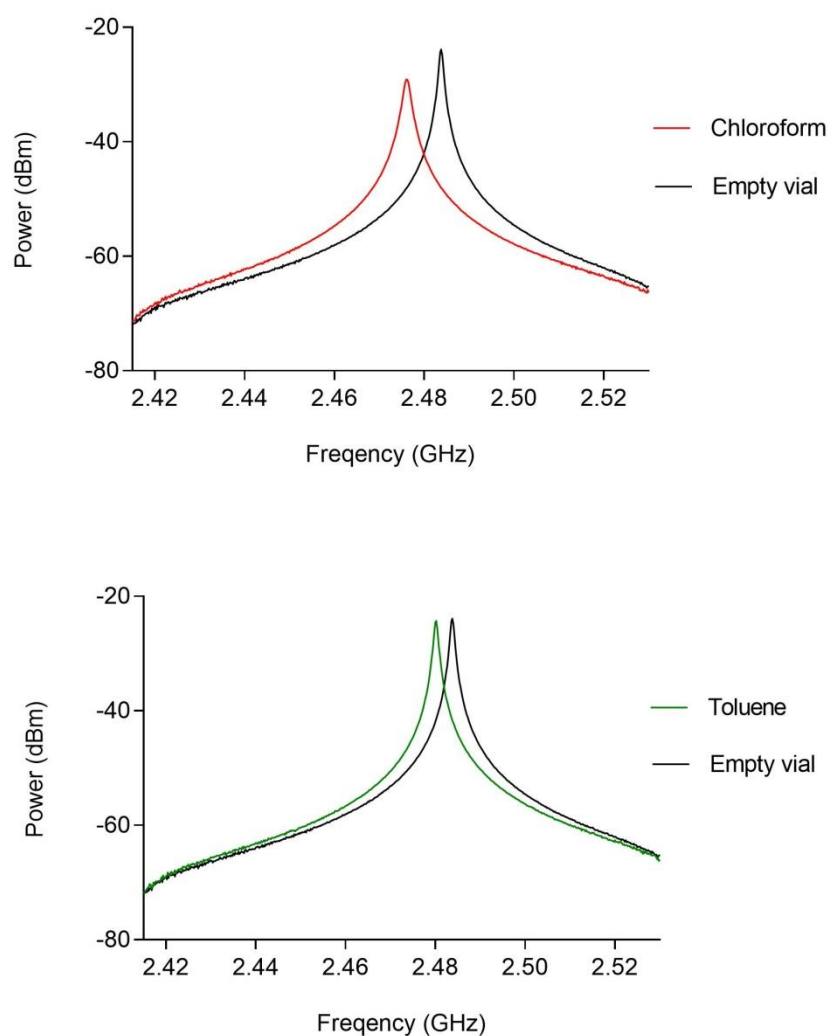 -20
-40
-60
-80
Power (dBm)
2.42 2.44 2.46 2.48 2.50 2.52
Freqency (GHz)
Chloroform
Empty vial
-20
-40
-60
-80
Power (dBm)
2.42 2.44 2.46 2.48 2.50 2.52
Freqency (GHz)
Toluene
Empty vial